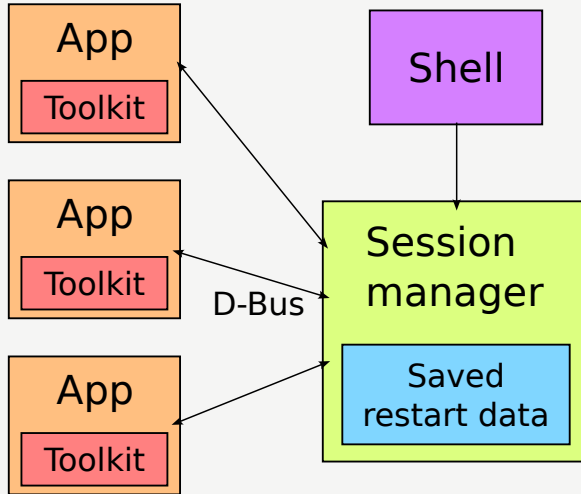 App
Toolkit
Shell
App
Toolkit
D-Bus
Session
manager
Saved
restart data
App
Toolkit